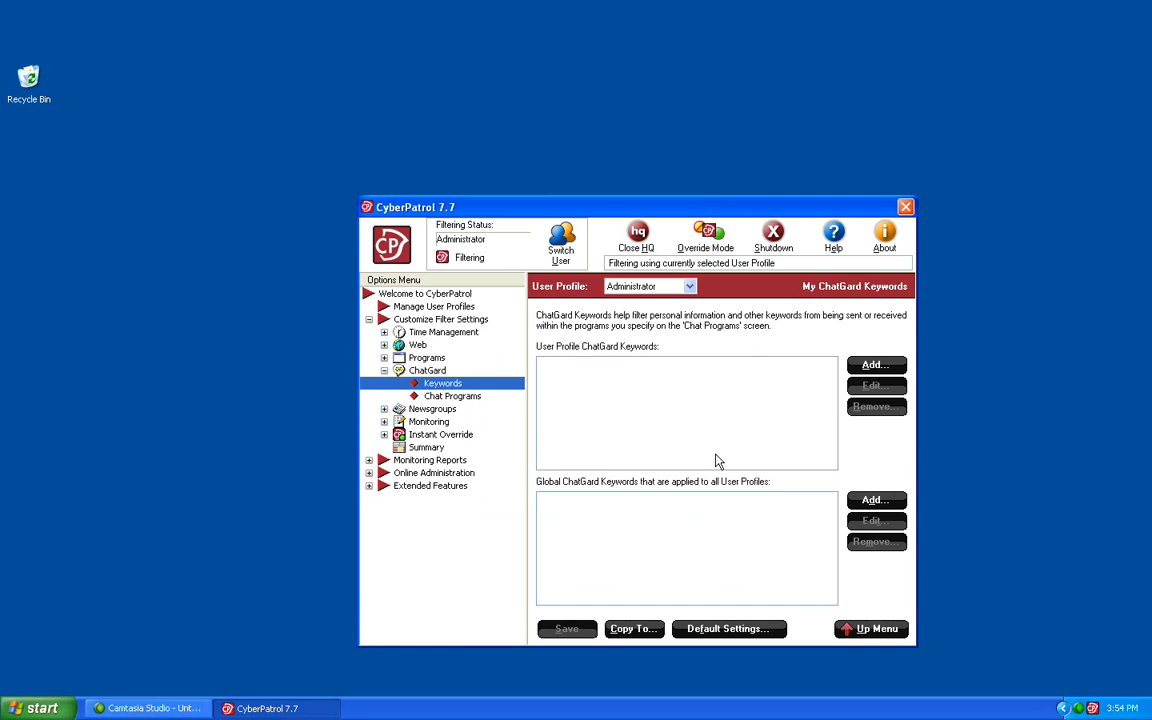 Recycle Bin
CyberPatrol 7.7
CP
Filtering Status:
Administrator
Filtering
Switch
User
hq
Close HQ
Override Mode
Shutdown
Help
About
Filtering using currently selected User Profile
Options Menu
Welcome to CyberPatrol
Manage User Profiles
Customize Filter Settings
Time Management
Web
Programs
ChatGard
Keywords
Chat Programs
Newsgroups
Monitoring
Instant Override
Summary
Monitoring Reports
Online Administration
Extended Features
User Profile:
Administrator
My ChatGard Keywords
ChatGard Keywords help filter personal information and other keywords from being sent or received
within the programs you specify on the 'Chat Programs' screen.
User Profile ChatGard Keywords:
Add...
Edit...
Remove...
Global ChatGard Keywords that are applied to all User Profiles:
Add...
Edit...
Remove...
Save
Copy To...
Default Settings...
Up Menu
start
Camtasia Studio - Unt...
CyberPatrol 7.7
3:54 PM